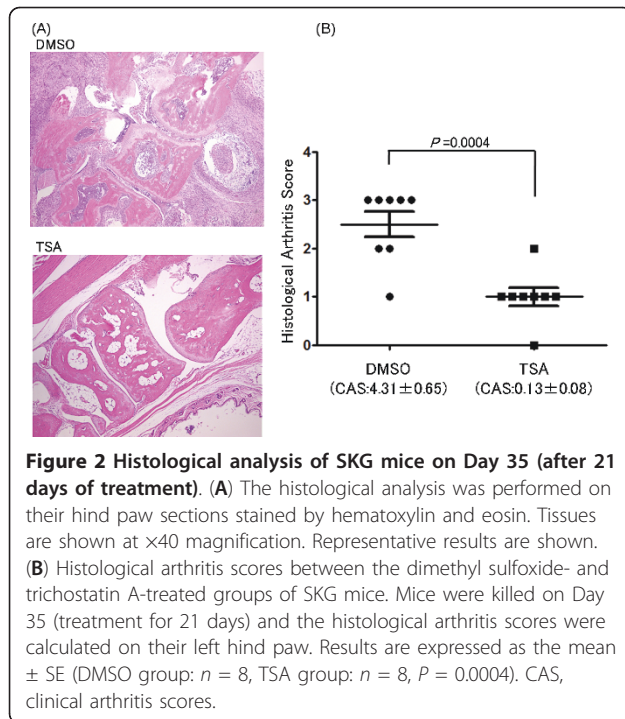 (A)
DMSO
TSA
(B)
P=0.0004
Histological Arthritis Score
4
3
2
1
0
DMSO
TSA
(CAS:4.31±0.65)
(CAS:0.13±0.08)
Figure 2 Histological analysis of SKG mice on Day 35 (after 21
days of treatment). (A) The histological analysis was performed on
their hind paw sections stained by hematoxylin and eosin. Tissues
are shown at ×40 magnification. Representative results are shown.
(B) Histological arthritis scores between the dimethyl sulfoxide- and
trichostatin A-treated groups of SKG mice. Mice were killed on Day
35 (treatment for 21 days) and the histological arthritis scores were
calculated on their left hind paw. Results are expressed as the mean
± SE (DMSO group: n = 8, TSA group: n = 8, P = 0.0004). CAS,
clinical arthritis scores.